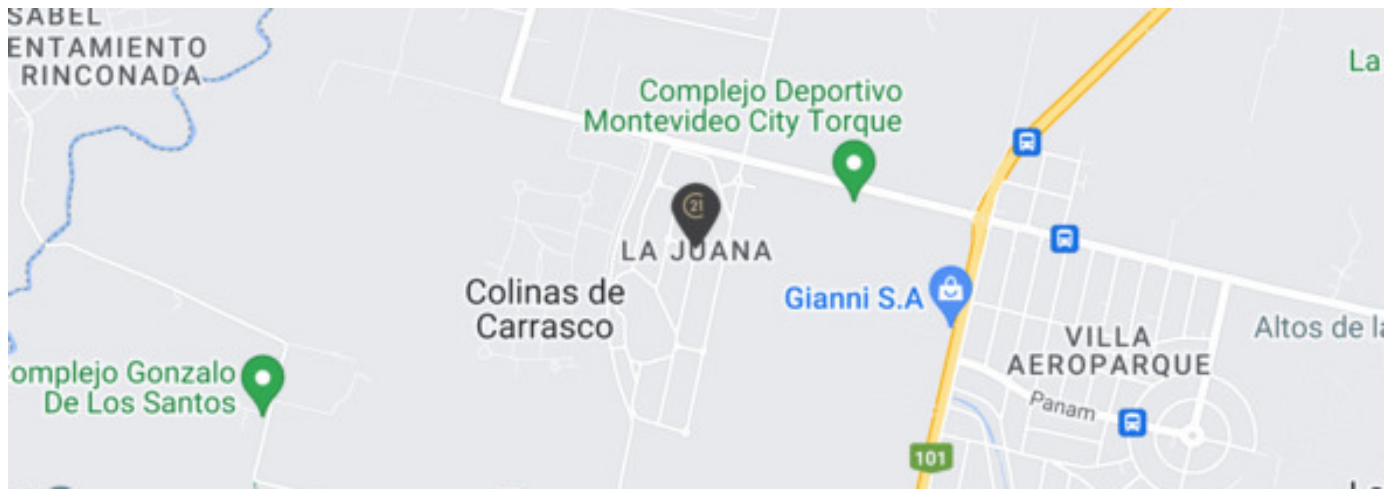 SABEL
ENTAMIENTO
RINCONADA
La
Complejo Deportivo
Montevideo City Torque
21
LA JUANA
Colinas de
Carrasco
Gianni S.A
VILLA
AEROPARQUE
Altos de la
omplejo Gonzalo
De Los Santos
Panam
101